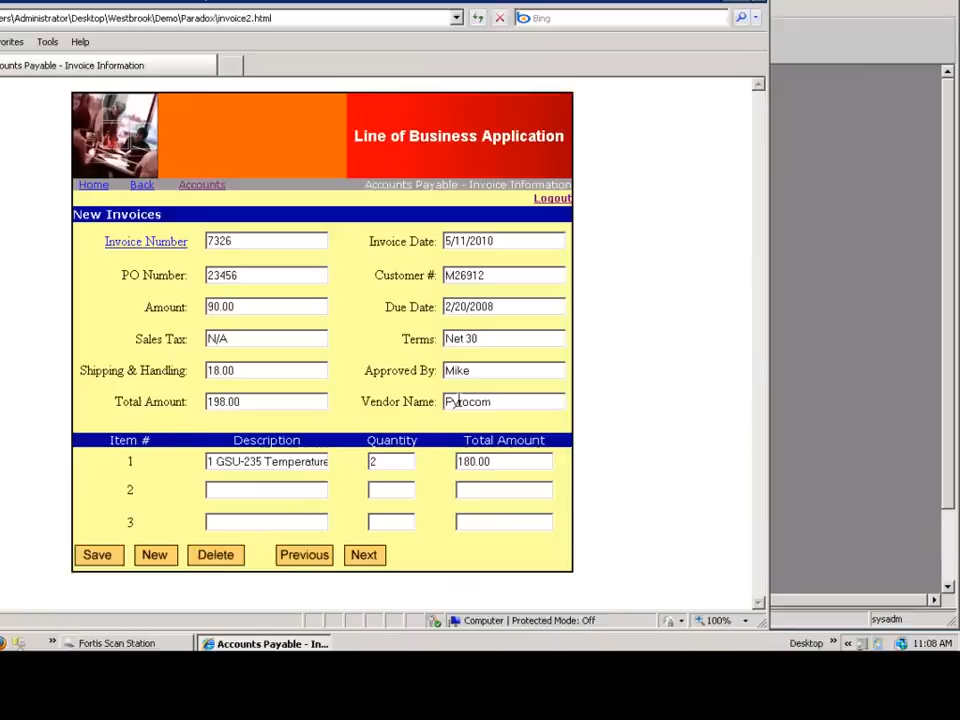 ers\Administrator\Desktop\Westbrook\Demo\Paradox\invoice2.html
Bing
orites Tools Help
ounts Payable - Invoice Information
Line of Business Application
Home Back Accounts Accounts Payable - Invoice Information
Logout
New Invoices
Invoice Number 7326 Invoice Date: 5/11/2010
PO Number: 23456 Customer #: M26912
Amount: 90.00 Due Date: 2/20/2008
Sales Tax: N/A Terms: Net 30
Shipping & Handling: 18.00 Approved By: Mike
Total Amount: 198.00 Vendor Name: Pyrocom
Item # Description Quantity Total Amount
1 1 GSU-235 Temperature 2 180.00
2
3
Save New Delete Previous Next
Computer | Protected Mode: Off 100% sysadm
Fortis Scan Station Accounts Payable - In... Desktop 11:08 AM